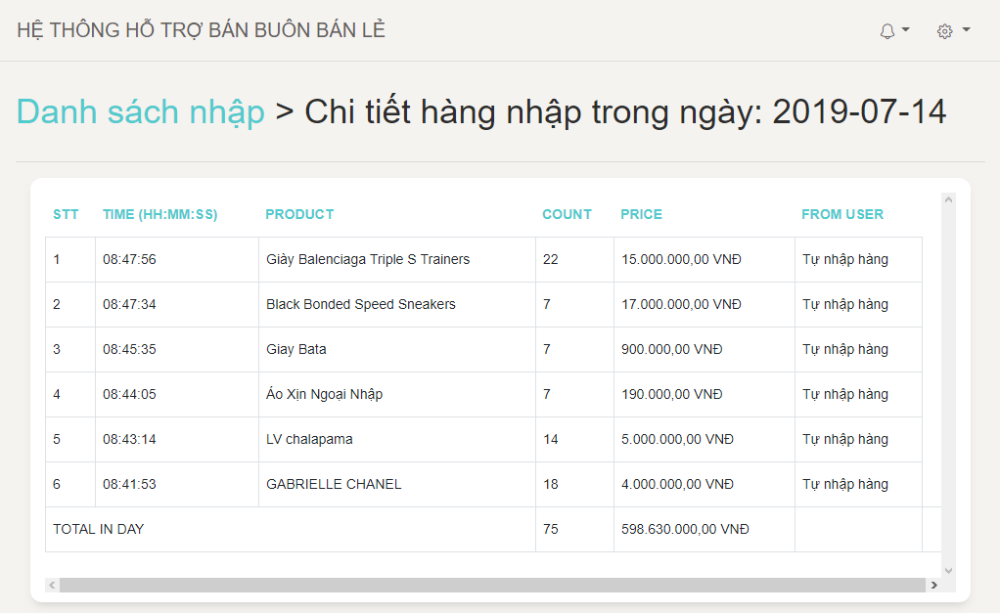 HỆ THỐNG HỖ TRỢ BÁN BUÔN BÁN LẺ
Danh sách nhập > Chi tiết hàng nhập trong ngày: 2019-07-14
STT TIME (HH:MM:SS) PRODUCT COUNT PRICE FROM USER
1 08:47:56 Giày Balenciaga Triple S Trainers 22 15.000.000,00 VNĐ Tự nhập hàng
2 08:47:34 Black Bonded Speed Sneakers 7 17.000.000,00 VNĐ Tự nhập hàng
3 08:45:35 Giay Bata 7 900.000,00 VNĐ Tự nhập hàng
4 08:44:05 Áo Xịn Ngoại Nhập 7 190.000,00 VNĐ Tự nhập hàng
5 08:43:14 LV chalapama 14 5.000.000,00 VNĐ Tự nhập hàng
6 08:41:53 GABRIELLE CHANEL 18 4.000.000,00 VNĐ Tự nhập hàng
TOTAL IN DAY 75 598.630.000,00 VNĐ